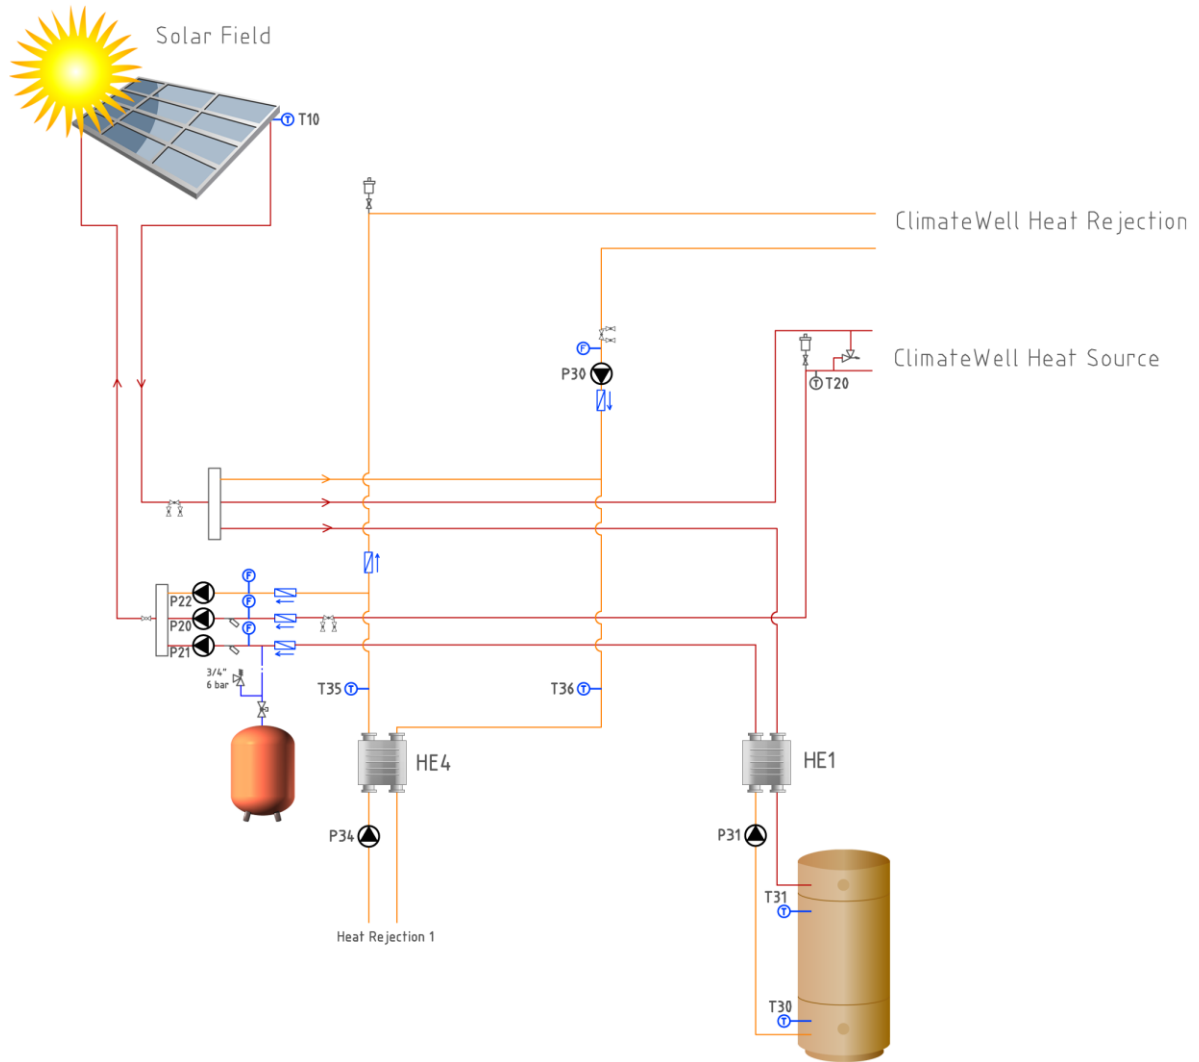 Solar Field
T10
ClimateWell Heat Rejection
F
P30
ClimateWell Heat Source
T T20
F
P22
F
P20
F
P21
3/4"
6 bar
T35 T
T36 T
HE4
HE1
P34
P31
T31
T
Heat Rejection 1
T30
T